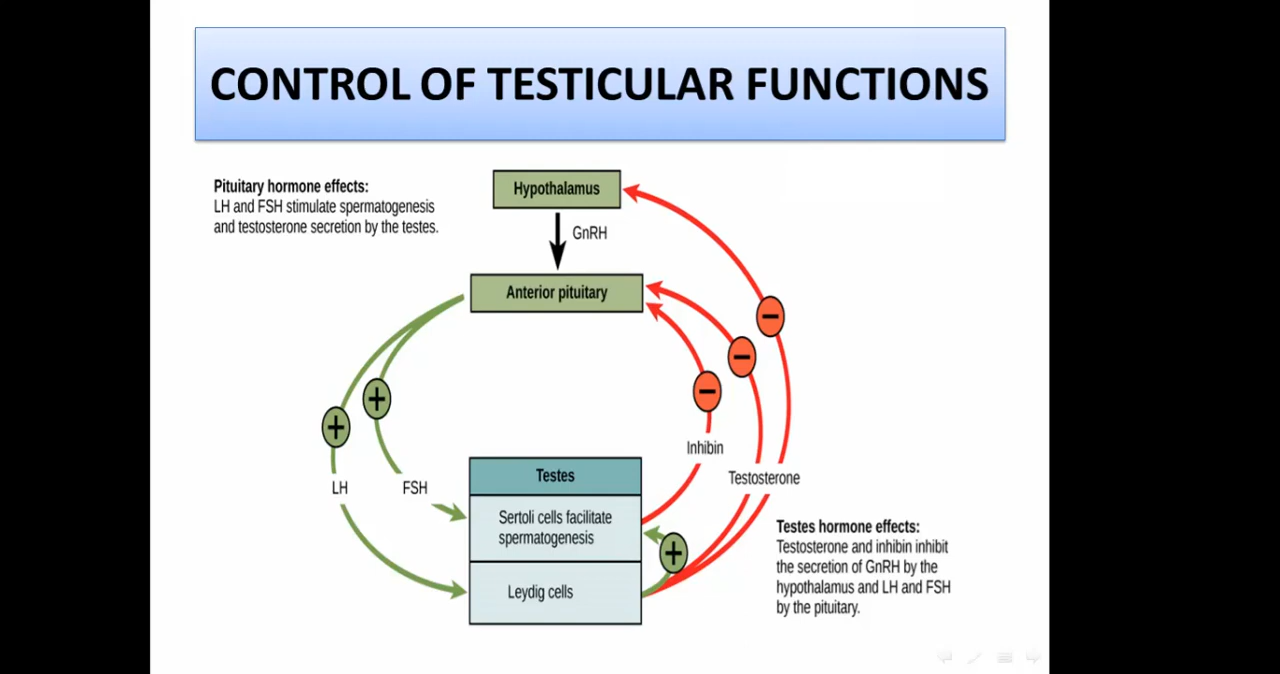 CONTROL OF TESTICULAR FUNCTIONS
Pituitary hormone effects:
LH and FSH stimulate spermatogenesis
and testosterone secretion by the testes.
Hypothalamus
GnRH
Anterior pituitary
Inhibin
Testosterone
LH
FSH
Testes
Sertoli cells facilitate
spermatogenesis
Leydig cells
Testes hormone effects:
Testosterone and inhibin inhibit
the secretion of GnRH by the
hypothalamus and LH and FSH
by the pituitary.